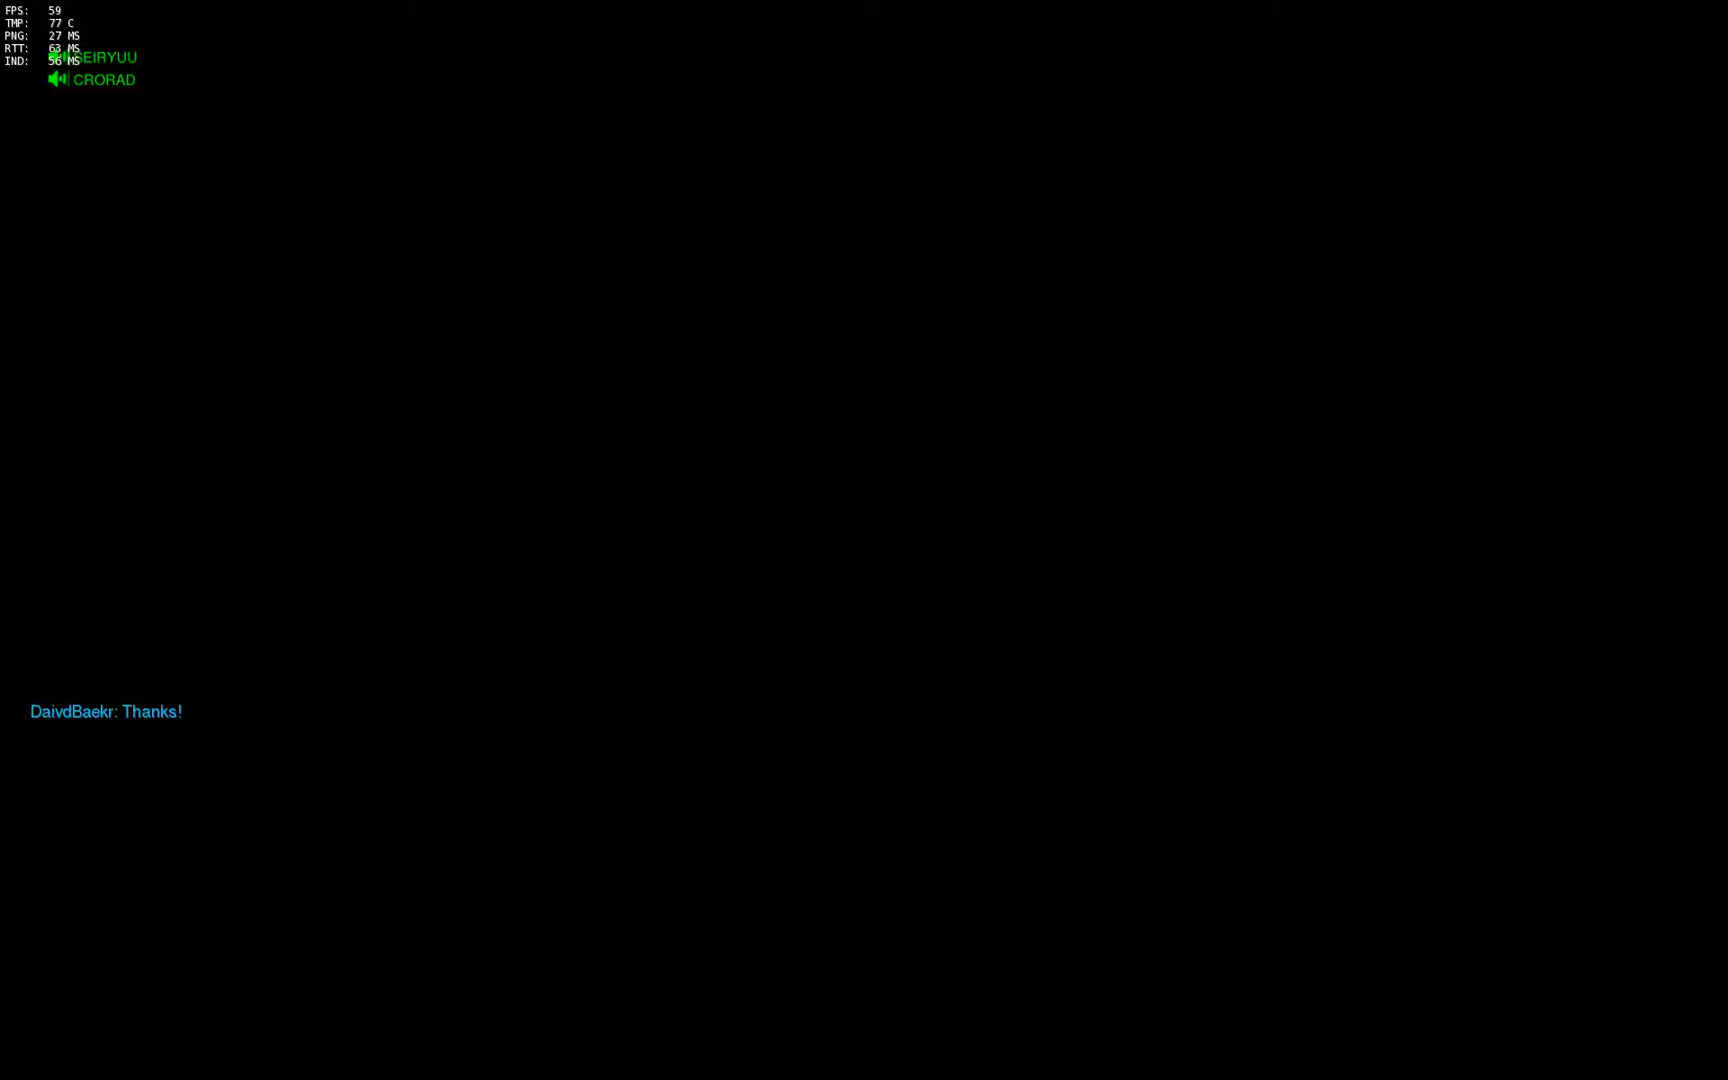 FPS: 59
TMP: 77 C
PNG: 27 MS
RTT: 63 MS
SEIRYUU
IND: 56 MS
CRORAD
DaivdBaekr: Thanks!